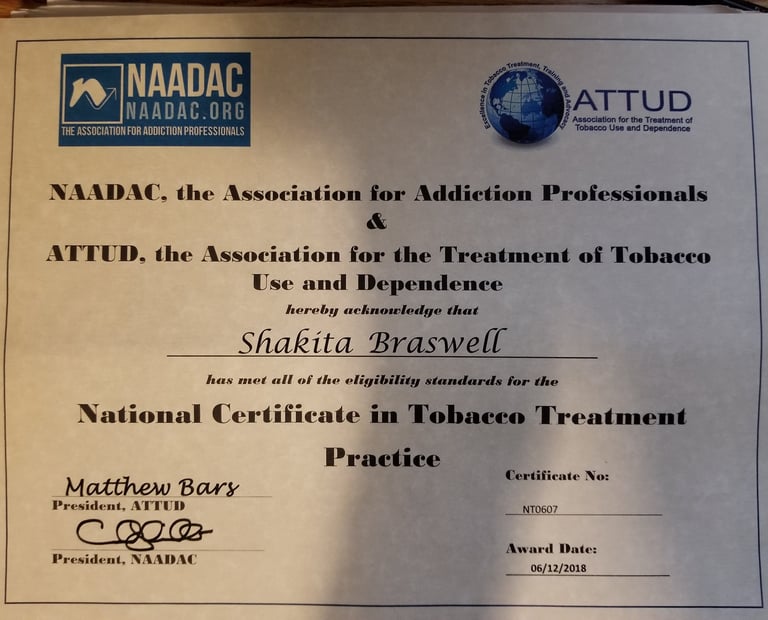 NAADAC
NAADAC.ORG
THE ASSOCIATION FOR ADDICTION PROFESSIONALS
Excellence in Tobacco Treatment, Training and Advocacy
ATTUD
Association for the Treatment of
Tobacco Use and Dependence
NAADAC, the Association for Addiction Professionals
&
ATTUD, the Association for the Treatment of Tobacco
Use and Dependence
hereby acknowledge that
Shakita Braswell
has met all of the eligibility standards for the
National Certificate in Tobacco Treatment
Practice
Matthew Bars
President, ATTUD
President, NAADAC
Certificate No:
NT0607
Award Date:
06/12/2018